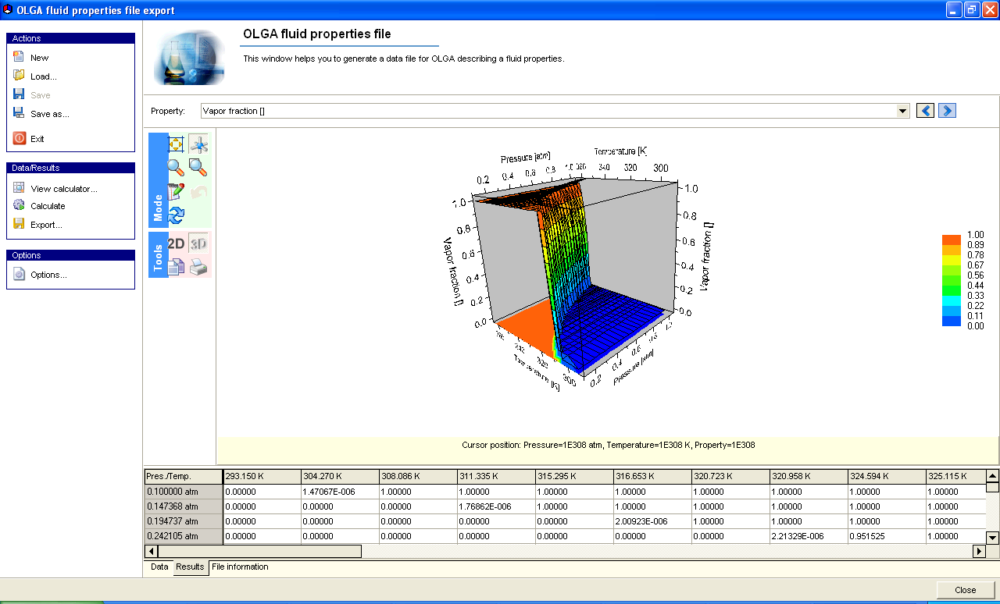 OLGA fluid properties file export
Actions
New
Load...
Save
Save as...
Exit
Data/Results
View calculator...
Calculate
Export...
Options
Options...
OLGA fluid properties file
This window helps you to generate a data file for OLGA describing a fluid properties.
Property: Vapor fraction []
Mode
Tools
2D 3D
Pressure [atm] Temperature [K]
0.2 0.4 0.6 0.8 1.0 340 320 300
1.0 0.8 0.6 0.4 0.2 0.0
Vapor fraction []
1.0 0.8 0.6 0.4 0.2 0.0
Vapor fraction []
320 300
Temperature [K]
0.2 0.4 0.6
Pressure [atm]
1.00
0.89
0.78
0.67
0.56
0.44
0.33
0.22
0.11
0.00
Cursor position: Pressure=1E308 atm, Temperature=1E308 K, Property=1E308
Pres./Temp. 293.150 K 304.270 K 308.086 K 311.335 K 315.295 K 316.653 K 320.723 K 320.958 K 324.594 K 325.115 K
0.100000 atm 0.00000 1.47067E-006 1.00000 1.00000 1.00000 1.00000 1.00000 1.00000 1.00000 1.00000
0.147368 atm 0.00000 0.00000 0.00000 1.76862E-006 1.00000 1.00000 1.00000 1.00000 1.00000 1.00000
0.194737 atm 0.00000 0.00000 0.00000 0.00000 0.00000 2.00923E-006 1.00000 1.00000 1.00000 1.00000
0.242105 atm 0.00000 0.00000 0.00000 0.00000 0.00000 0.00000 0.00000 2.21329E-006 0.951525 1.00000
Data Results File information
Close